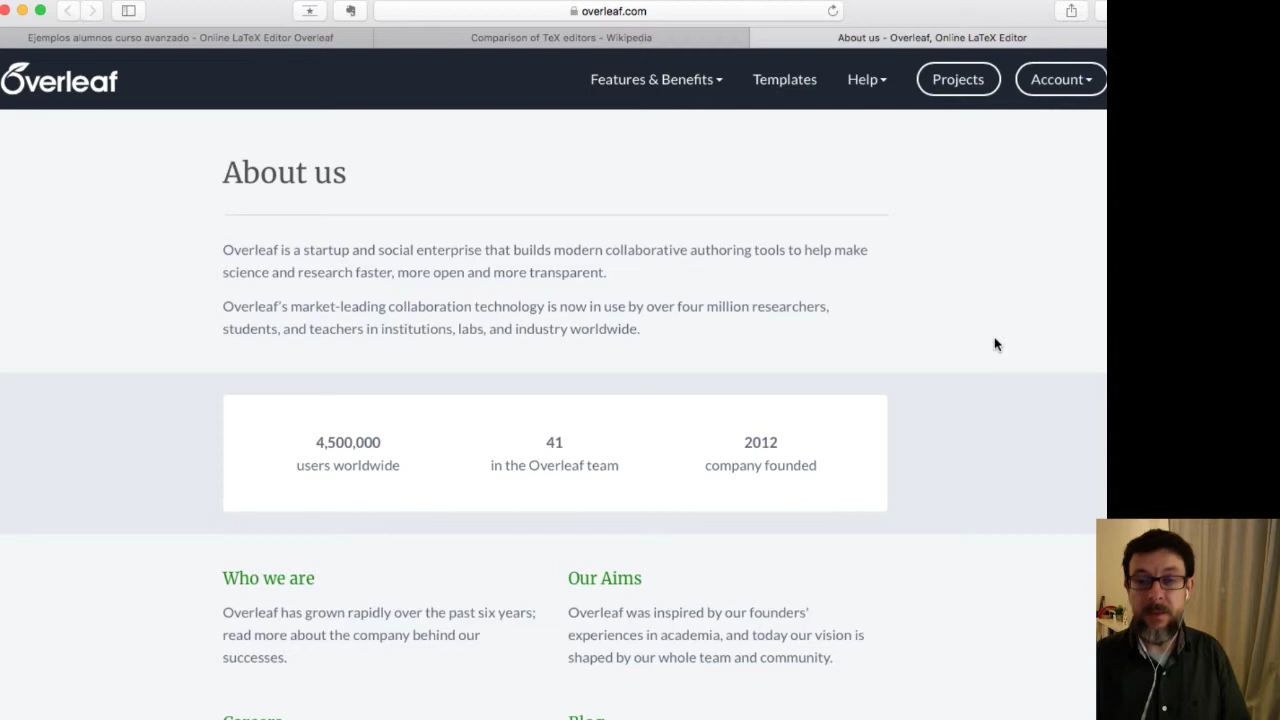 overleaf.com
Ejemplos alumnos curso avanzado - Online LaTeX Editor Overleaf
Comparison of TeX editors - Wikipedia
About us - Overleaf, Online LaTeX Editor
Overleaf
Features & Benefits
Templates
Help
Projects
Account
About us
Overleaf is a startup and social enterprise that builds modern collaborative authoring tools to help make
science and research faster, more open and more transparent.
Overleaf's market-leading collaboration technology is now in use by over four million researchers,
students, and teachers in institutions, labs, and industry worldwide.
4,500,000
users worldwide
41
in the Overleaf team
2012
company founded
Who we are
Overleaf has grown rapidly over the past six years;
read more about the company behind our
successes.
Our Aims
Overleaf was inspired by our founders'
experiences in academia, and today our vision is
shaped by our whole team and community.
Careers
Blog